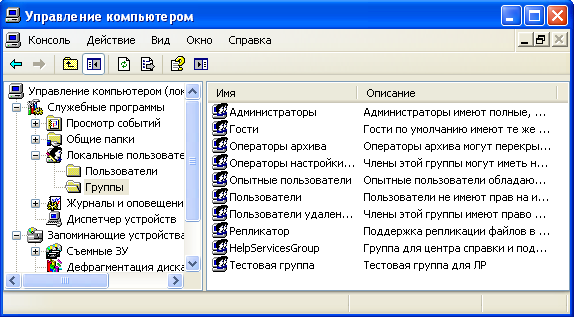 Управление компьютером
Консоль Действие Вид Окно Справка
Управление компьютером (лок
Служебные программы
Просмотр событий
Общие папки
Локальные пользовате
Пользователи
Группы
Журналы и оповещени
Диспетчер устройств
Запоминающие устройства
Съемные ЗУ
Дефрагментация диска
Имя Описание
Администраторы Администраторы имеют полные, ...
Гости Гости по умолчанию имеют те же ...
Операторы архива Операторы архива могут перекры...
Операторы настройки... Члены этой группы могут иметь н...
Опытные пользователи Опытные пользователи обладаю...
Пользователи Пользователи не имеют прав на и...
Пользователи удален... Члены этой группы имеют право ...
Репликатор Поддержка репликации файлов в ...
HelpServicesGroup Группа для центра справки и под...
Тестовая группа Тестовая группа для ЛР